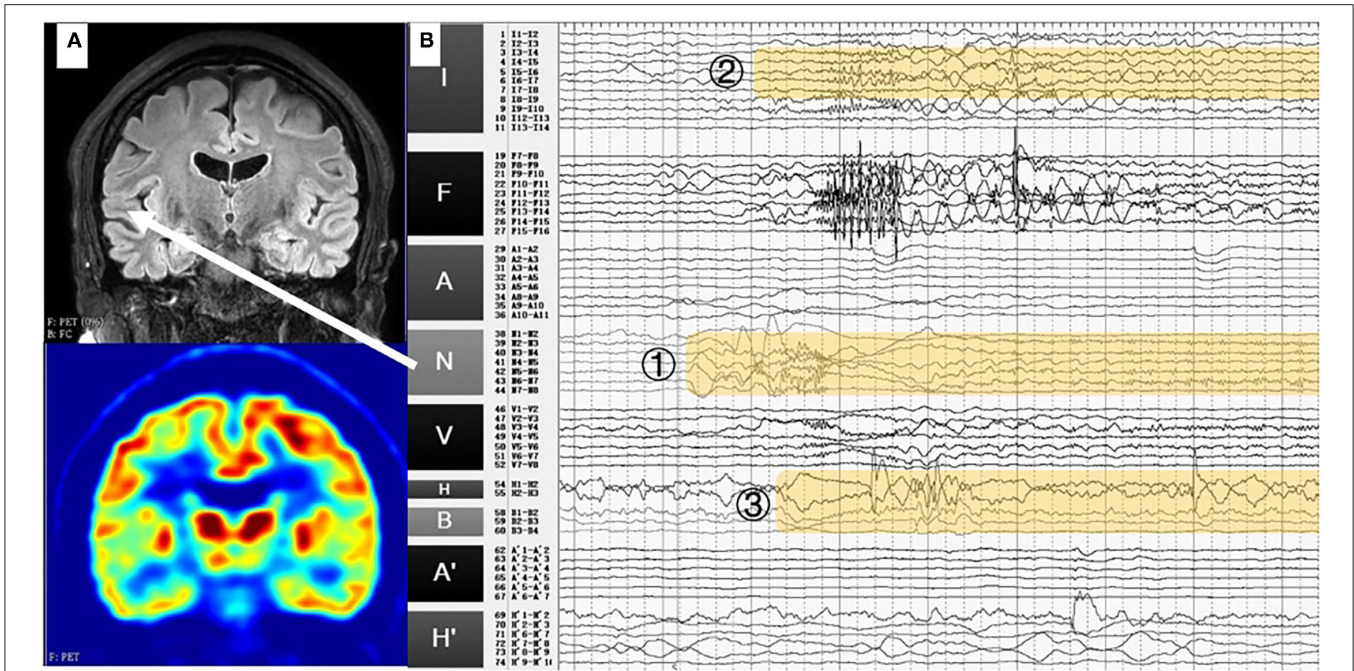 A
F: PET (0%)
B: FC
F: PET
B
I
F
A
N
V
H
B
A'
H'
1 I1-I2
2 I2-I3
3 I3-I4
4 I4-I5
5 I5-I6
6 I6-I7
7 I7-I8
8 I8-I9
9 I9-I10
10 I12-I13
11 I13-I14
19 F7-F8
20 F8-F9
21 F9-F10
22 F10-F11
23 F11-F12
24 F12-F13
25 F13-F14
26 F14-F15
27 F15-F16
29 A1-A2
30 A2-A3
31 A3-A4
32 A4-A5
33 A5-A6
34 A8-A9
35 A9-A10
36 A10-A11
38 N1-N2
39 N2-N3
40 N3-N4
41 N4-N5
42 N5-N6
43 N6-N7
44 N7-N8
46 V1-V2
47 V2-V3
48 V3-V4
49 V4-V5
50 V5-V6
51 V6-V7
52 V7-V8
54 H1-H2
55 H2-H3
58 B1-B2
59 B2-B3
60 B3-B4
62 A'1-A'2
63 A'2-A'3
64 A'3-A'4
65 A'4-A'5
66 A'5-A'6
67 A'6-A'7
69 H'1-H'2
70 H'2-H'3
71 H'6-H'7
72 H'7-H'8
73 H'8-H'9
74 H'9-H'1
②
①
③